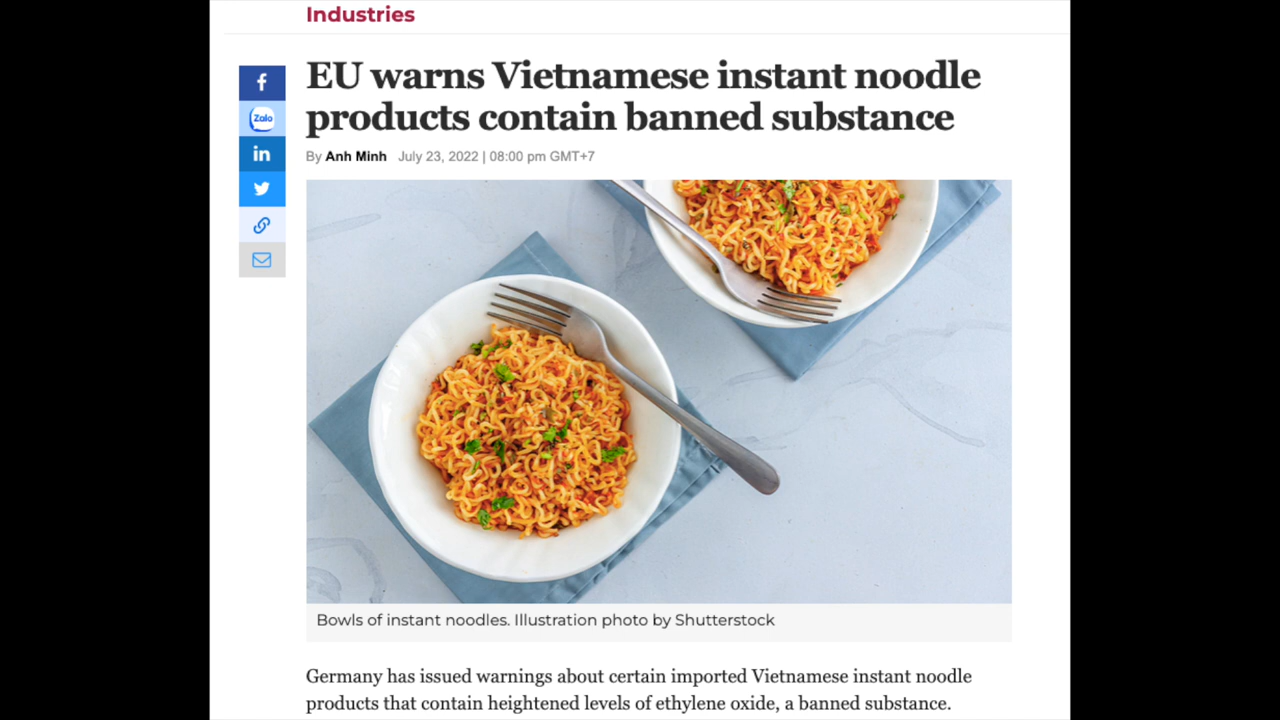 Industries
EU warns Vietnamese instant noodle
products contain banned substance
By Anh Minh July 23, 2022 | 08:00 pm GMT+7
f
Zalo
in
Bowls of instant noodles. Illustration photo by Shutterstock
Germany has issued warnings about certain imported Vietnamese instant noodle
products that contain heightened levels of ethylene oxide, a banned substance.